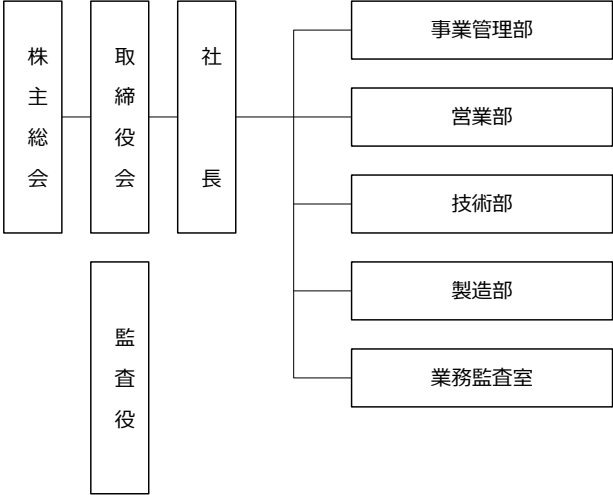 株主総会
取締役会
社長
監査役
事業管理部
営業部
技術部
製造部
業務監査室